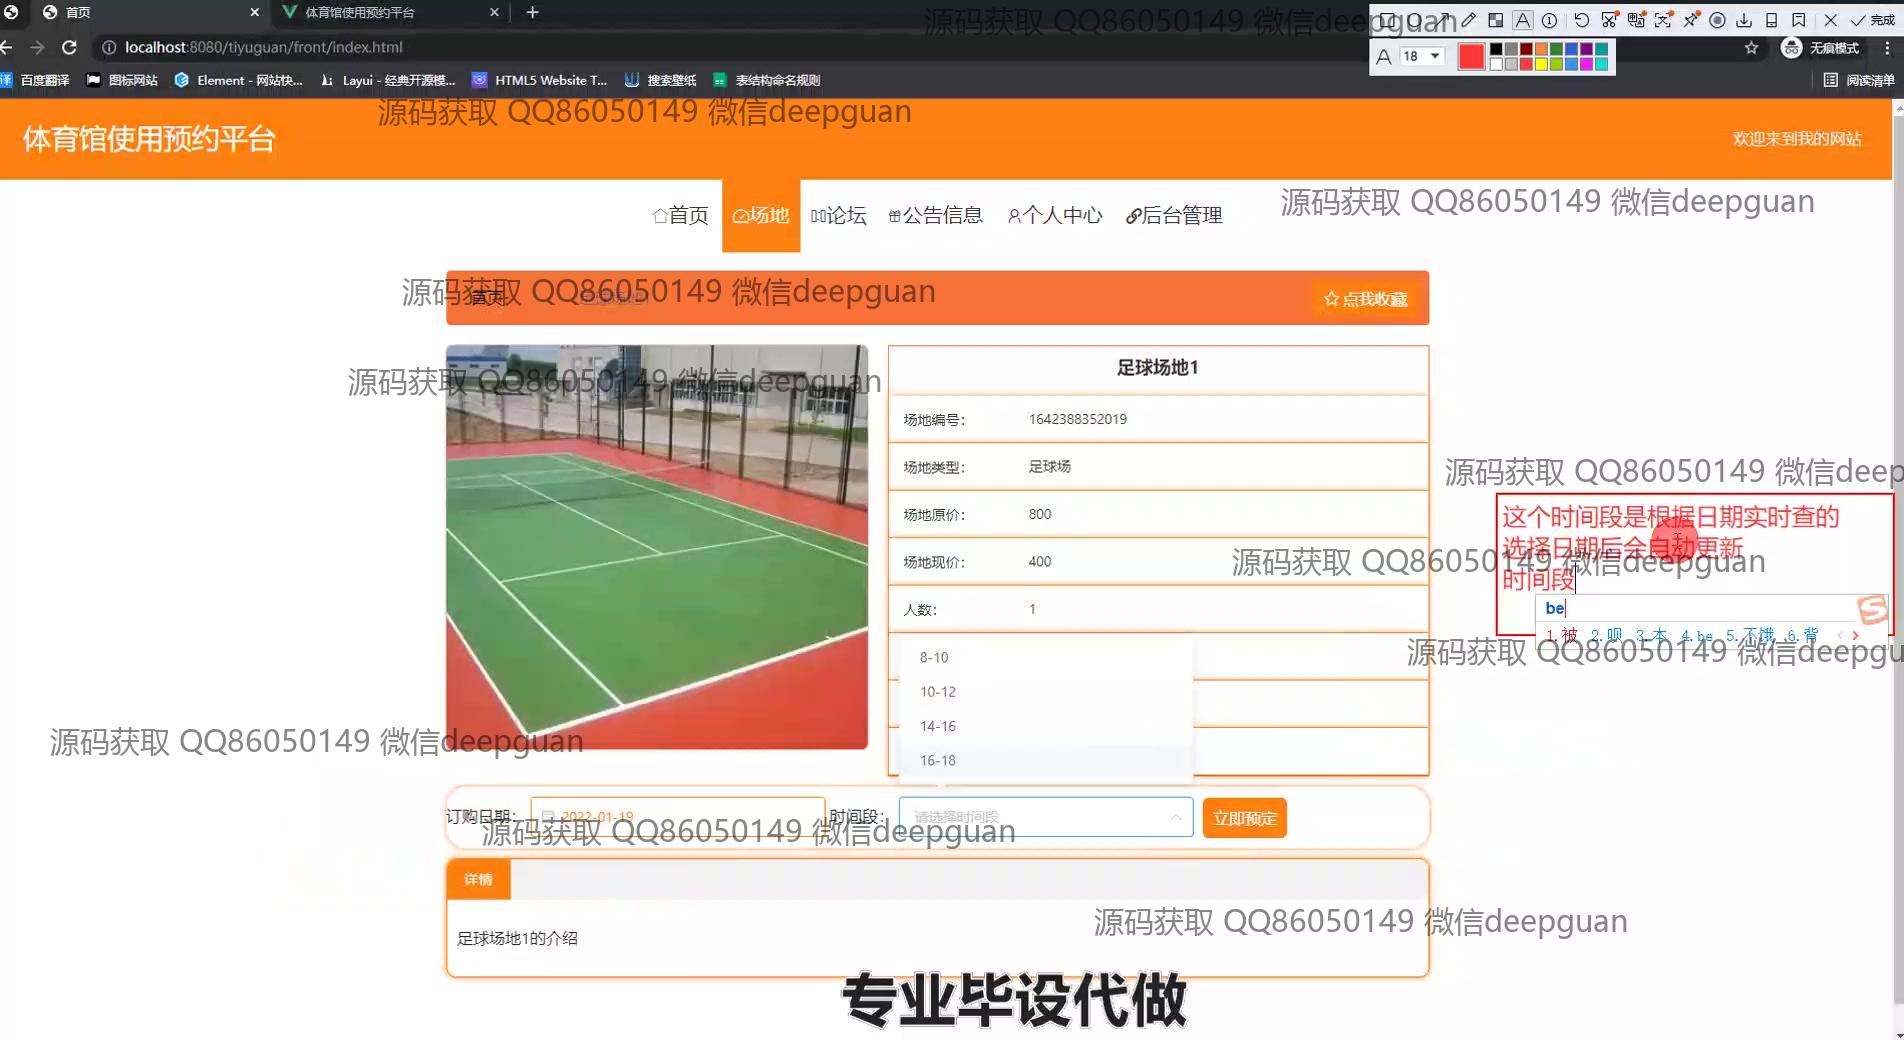 首页
体育馆使用预约平台
localhost:8080/tiyuguan/front/index.html
无痕模式
完成
A 18
百度翻译
图标网站
Element - 网站快...
Layui - 经典开源模...
HTML5 Website T...
搜索壁纸
表结构命名规则
阅读清单
源码获取 QQ86050149 微信deepguan
源码获取 QQ86050149 微信deepguan
体育馆使用预约平台
欢迎来到我的网站
源码获取 QQ86050149 微信deepguan
首页
场地
论坛
公告信息
个人中心
后台管理
源码获取 QQ86050149 微信deepguan
首页
点我收藏
源码获取 QQ86050149 微信deepguan
足球场地1
场地编号: 1642388352019
场地类型: 足球场
场地原价: 800
场地现价: 400
人数: 1
源码获取 QQ86050149 微信deep
这个时间段是根据日期实时查的
选择日期后会自动更新
时间段
源码获取 QQ86050149 微信deepguan
be
1.被 2.呗 3.本 4.be 5.不饿 6.背
源码获取 QQ86050149 微信deepgu
8-10
10-12
14-16
16-18
源码获取 QQ86050149 微信deepguan
订购日期: 2022-01-19
时间段: 请选择时间段
立即预定
源码获取 QQ86050149 微信deepguan
详情
足球场地1的介绍
源码获取 QQ86050149 微信deepguan
专业毕设代做